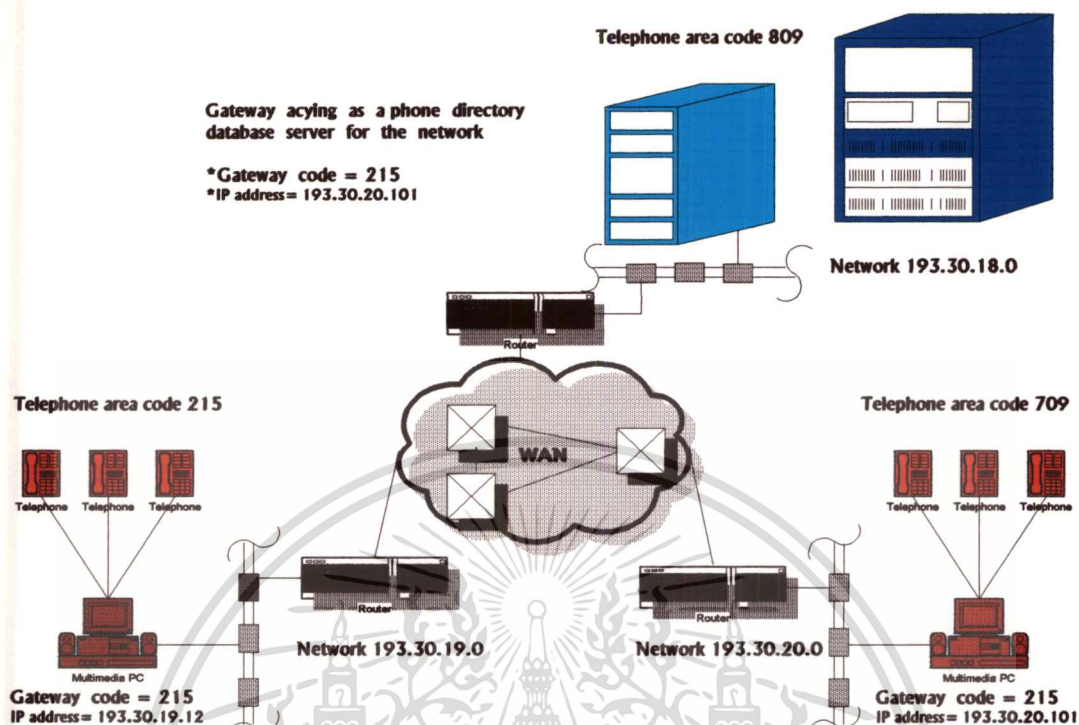 Telephone area code 809
Gateway acying as a phone directory
database server for the network
*Gateway code = 215
*IP address= 193.30.20.101
Network 193.30.18.0
Router
Telephone area code 215
Telephone area code 709
WAN
Telephone Telephone Telephone
Telephone Telephone Telephone
Router
Router
Network 193.30.19.0
Network 193.30.20.0
Multimedia PC
Multimedia PC
Gateway code = 215
IP address= 193.30.19.12
Gateway code = 215
IP address= 193.30.20.101